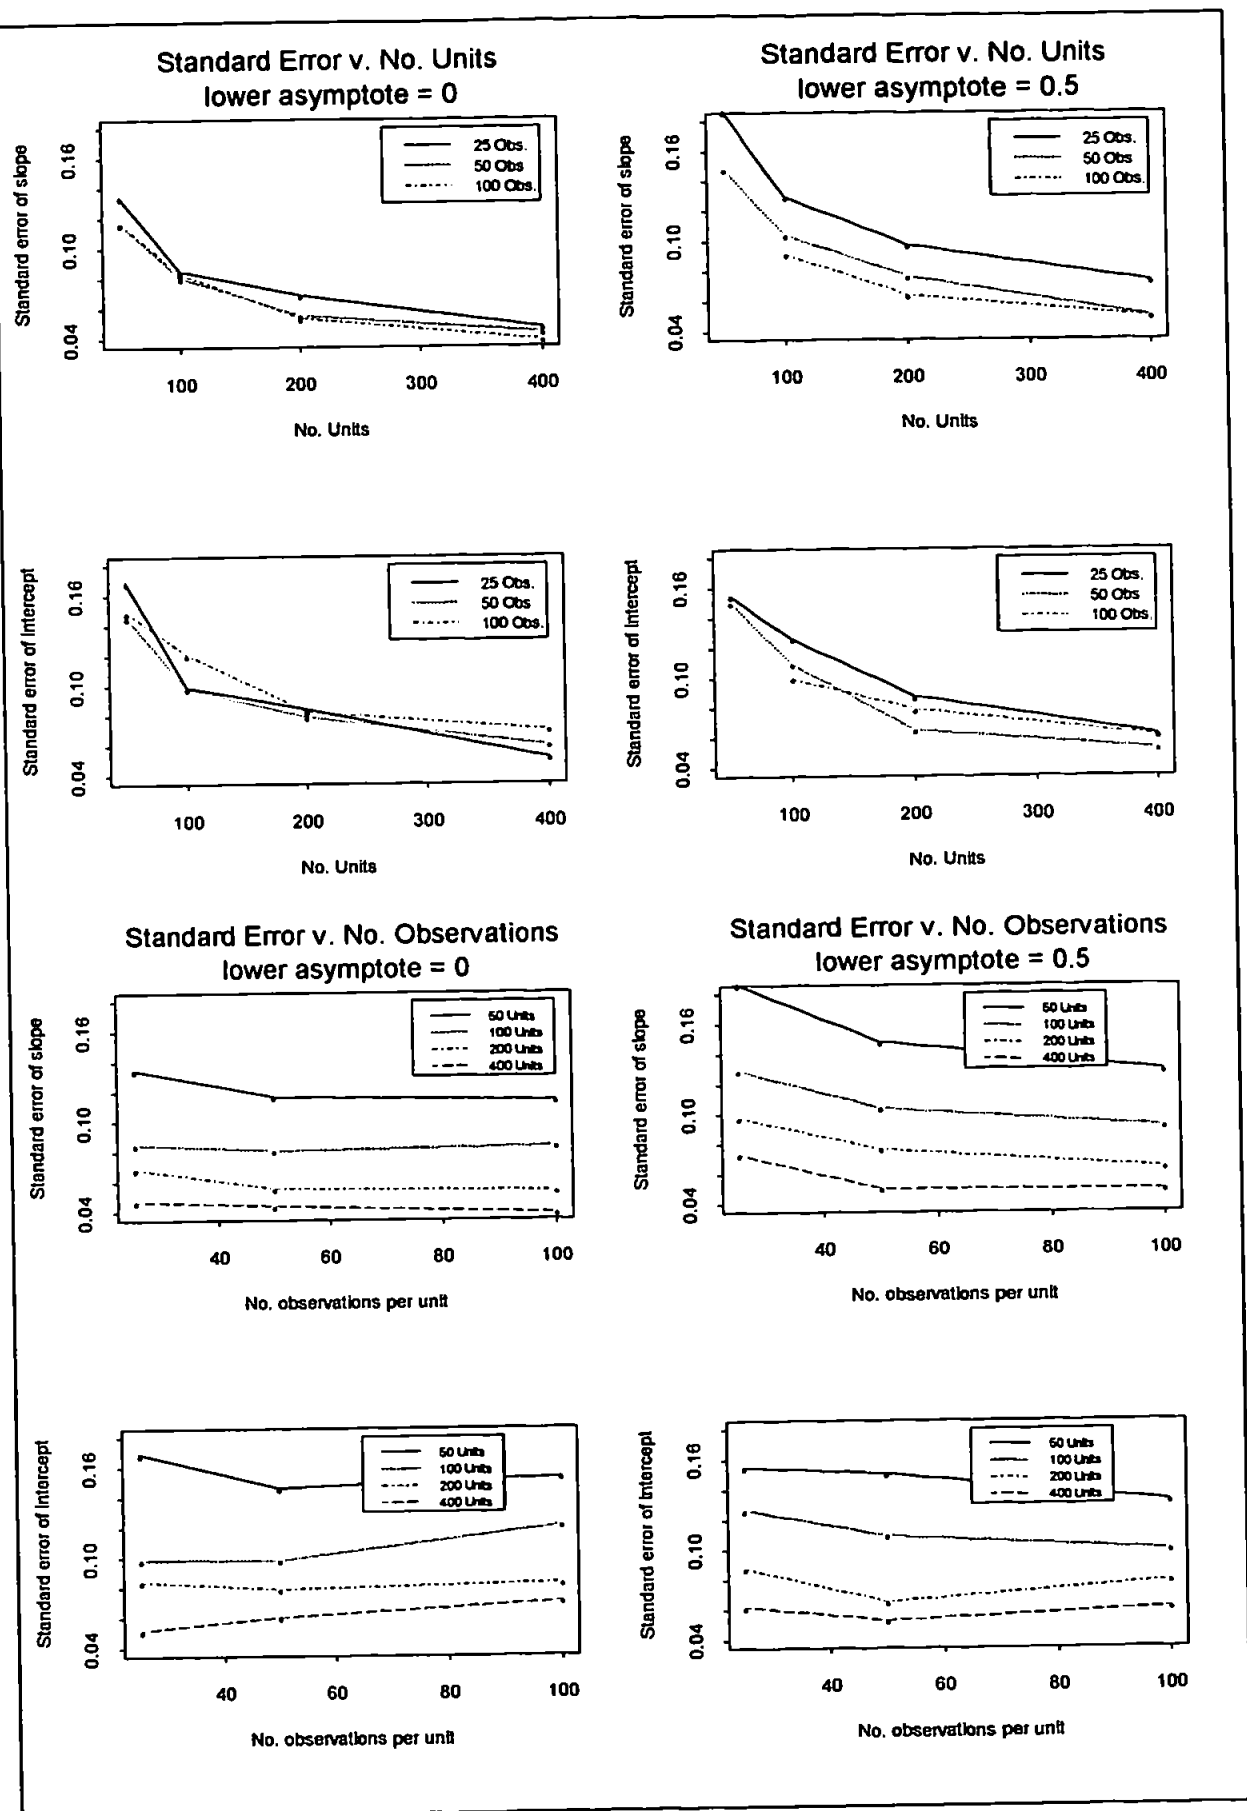 Standard Error v. No. Units
lower asymptote = 0
Standard error of slope
0.16
0.10
0.04
25 Obs.
50 Obs
100 Obs.
100
200
300
400
No. Units
Standard Error v. No. Units
lower asymptote = 0.5
Standard error of slope
0.16
0.10
0.04
25 Obs.
50 Obs
100 Obs.
100
200
300
400
No. Units
Standard error of Intercept
0.16
0.10
0.04
25 Obs.
50 Obs
100 Obs.
100
200
300
400
No. Units
Standard error of Intercept
0.16
0.10
0.04
25 Obs.
50 Obs
100 Obs.
100
200
300
400
No. Units
Standard Error v. No. Observations
lower asymptote = 0
Standard error of slope
0.16
0.10
0.04
50 Units
100 Units
200 Units
400 Units
40
60
80
100
No. observations per unit
Standard Error v. No. Observations
lower asymptote = 0.5
Standard error of slope
0.16
0.10
0.04
50 Units
100 Units
200 Units
400 Units
40
60
80
100
No. observations per unit
Standard error of Intercept
0.16
0.10
0.04
50 Units
100 Units
200 Units
400 Units
40
60
80
100
No. observations per unit
Standard error of Intercept
0.16
0.10
0.04
50 Units
100 Units
200 Units
400 Units
40
60
80
100
No. observations per unit